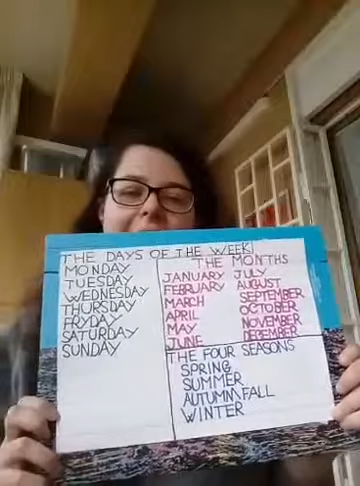 THE DAYS OF THE WEEK!
MONDAY
TUESDAY
WEDNESDAY
THURSDAY
FRYDAY
SATURDAY
SUNDAY
THE MONTHS
JANUARY JULY
FEBRUARY AUGUST
MARCH SEPTEMBER
APRIL OCTOBER
MAY NOVEMBER
JUNE DECEMBER
THE FOUR SEASONS
SPRING
SUMMER
AUTUMN/FALL
WINTER